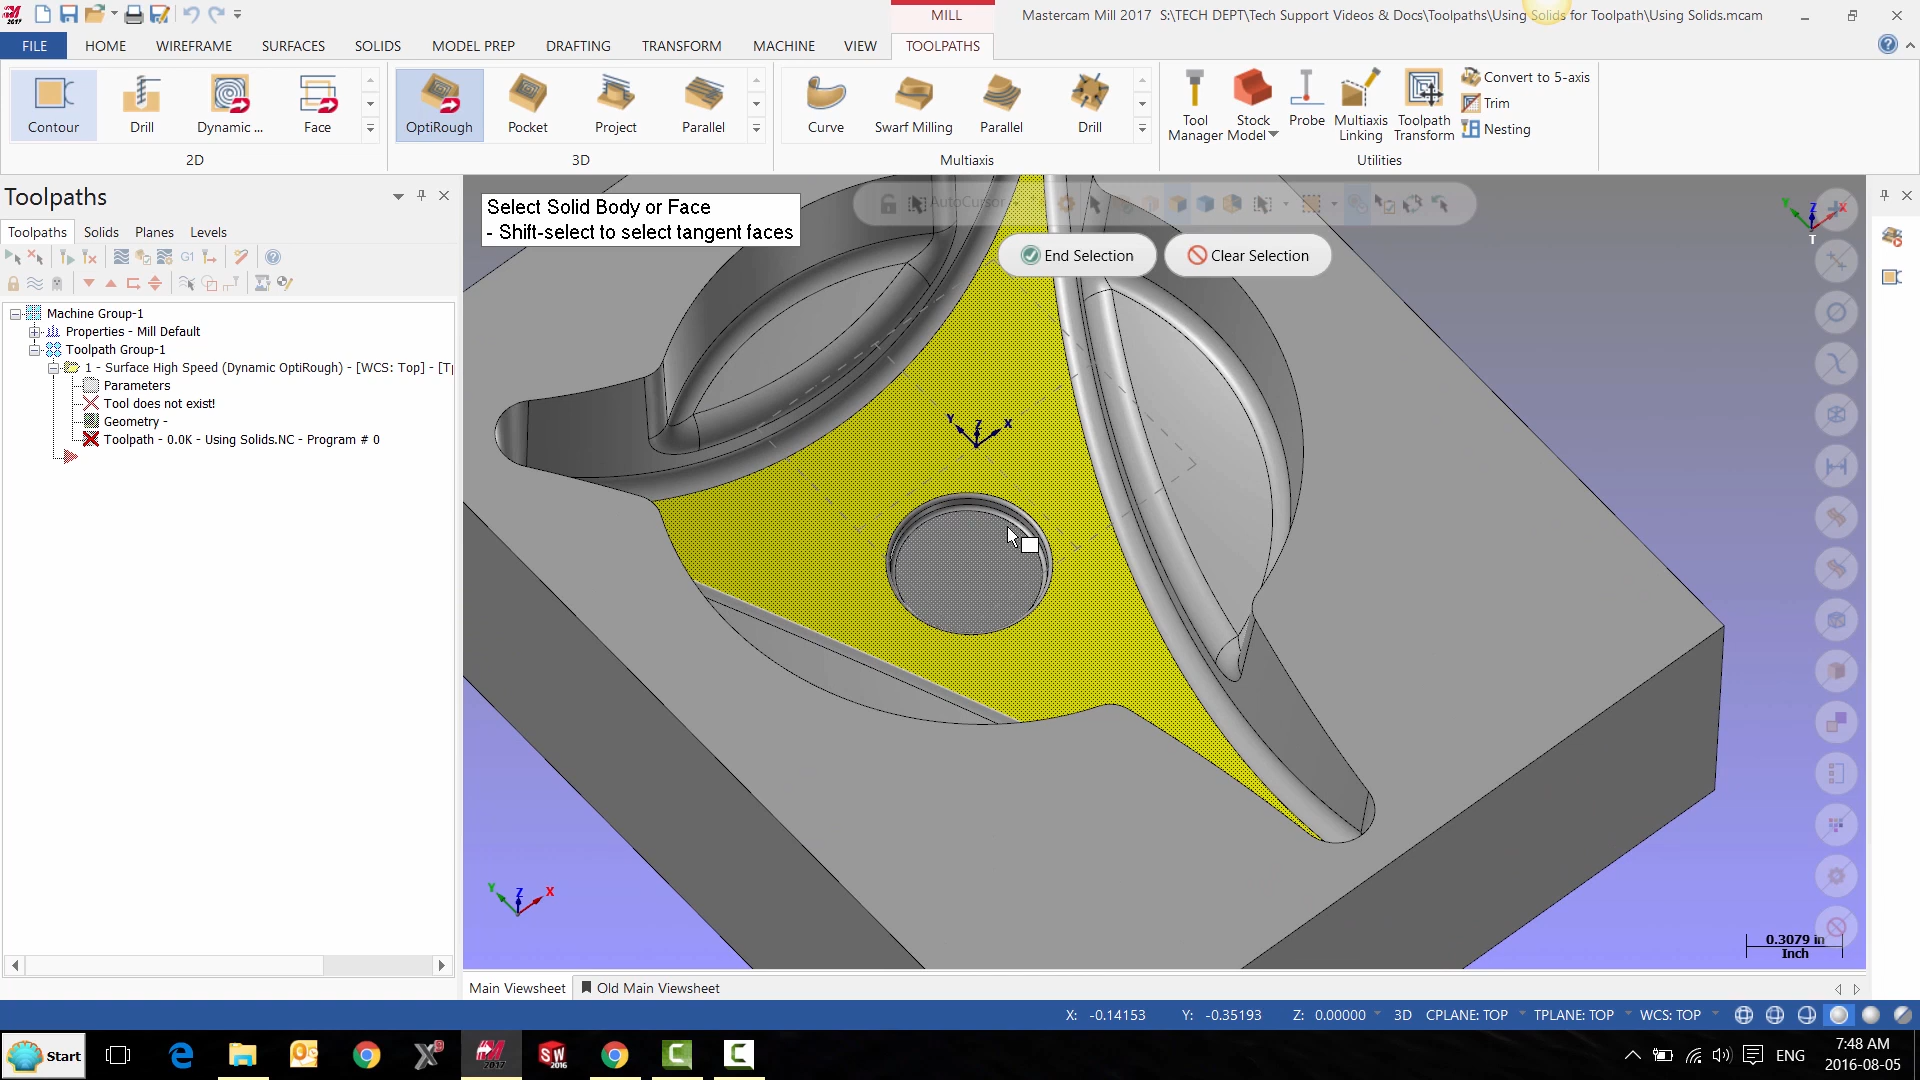 MILL
Mastercam Mill 2017 S:\TECH DEPT\Tech Support Videos & Docs\Toolpaths\Using Solids for Toolpath\Using Solids.mcam
FILE HOME WIREFRAME SURFACES SOLIDS MODEL PREP DRAFTING TRANSFORM MACHINE VIEW TOOLPATHS
Contour Drill Dynamic ... Face
2D
OptiRough Pocket Project Parallel
3D
Curve Swarf Milling Parallel Drill
Multiaxis
Tool Manager
Stock Model
Probe
Multiaxis Linking
Toolpath Transform
Convert to 5-axis
Trim
Nesting
Utilities
Toolpaths
Toolpaths Solids Planes Levels
G1
Machine Group-1
Properties - Mill Default
Toolpath Group-1
1 - Surface High Speed (Dynamic OptiRough) - [WCS: Top] - [T
Parameters
Tool does not exist!
Geometry -
Toolpath - 0.0K - Using Solids.NC - Program # 0
Select Solid Body or Face
- Shift-select to select tangent faces
AutoCursor
End Selection
Clear Selection
Y Z X
T
Y Z X
Y Z X
0.3079 in
Inch
Main Viewsheet Old Main Viewsheet
X: -0.14153 Y: -0.35193 Z: 0.00000 3D CPLANE: TOP TPLANE: TOP WCS: TOP
Start
2017
SW
2016
ENG
7:48 AM
2016-08-05